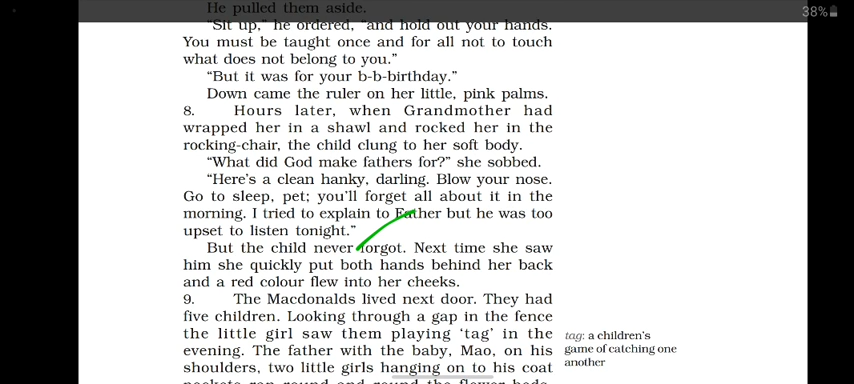 He pulled them aside.
38%
“Sit up,” he ordered, “and hold out your hands.
You must be taught once and for all not to touch
what does not belong to you.”
“But it was for your b-b-birthday.”
Down came the ruler on her little, pink palms.
8. Hours later, when Grandmother had
wrapped her in a shawl and rocked her in the
rocking-chair, the child clung to her soft body.
“What did God make fathers for?” she sobbed.
“Here’s a clean hanky, darling. Blow your nose.
Go to sleep, pet; you’ll forget all about it in the
morning. I tried to explain to Father but he was too
upset to listen tonight.”
But the child never forgot. Next time she saw
him she quickly put both hands behind her back
and a red colour flew into her cheeks.
9. The Macdonalds lived next door. They had
five children. Looking through a gap in the fence
the little girl saw them playing ‘tag’ in the
evening. The father with the baby, Mao, on his
shoulders, two little girls hanging on to his coat
pockets ran round and round the flower-beds,
tag: a children’s
game of catching one
another